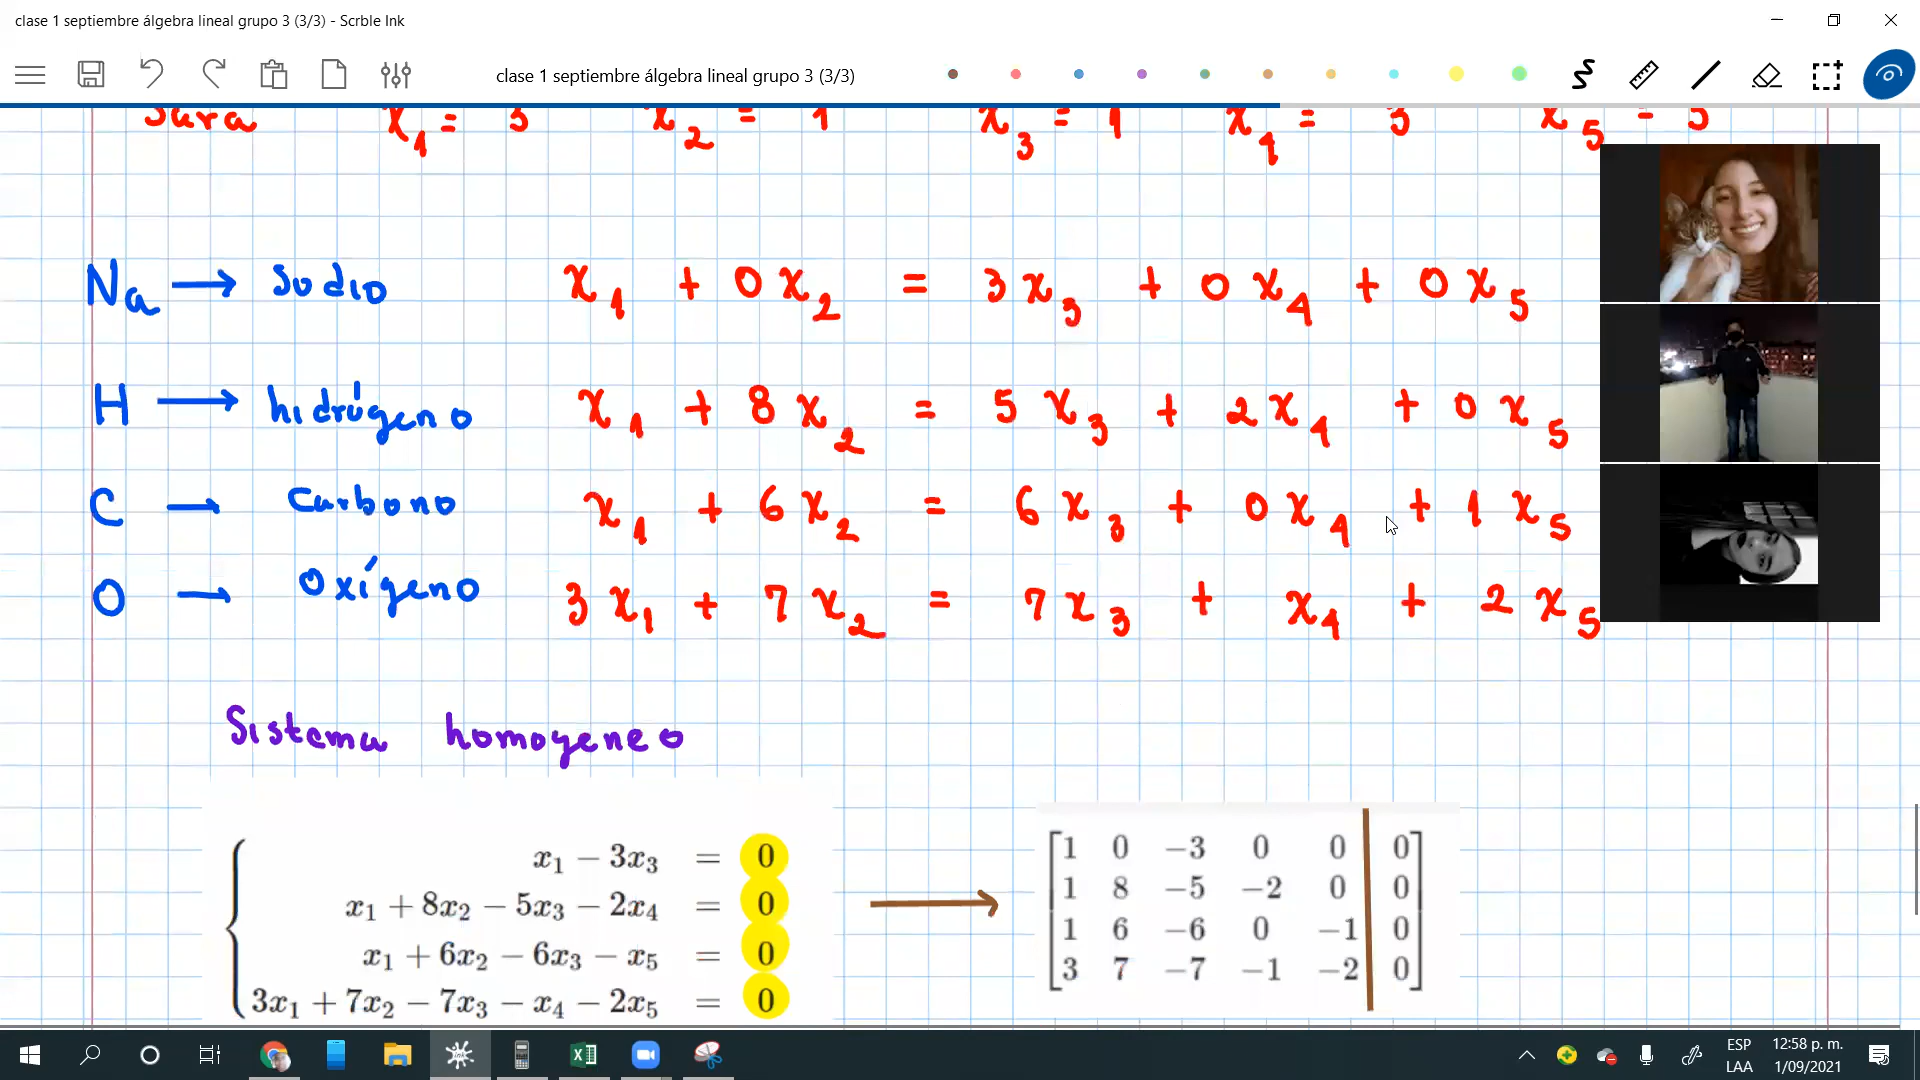 clase 1 septiembre álgebra lineal grupo 3 (3/3) - Scrble Ink
clase 1 septiembre álgebra lineal grupo 3 (3/3)
Sara x₁ = 3 x₂ = 1 x₃ = 1 x₄ = 3 x₅ = 3
Na → Sodio x₁ + 0x₂ = 3x₃ + 0x₄ + 0x₅
H → hidrógeno x₁ + 8x₂ = 5x₃ + 2x₄ + 0x₅
C → Carbono x₁ + 6x₂ = 6x₃ + 0x₄ + 1x₅
O → Oxígeno 3x₁ + 7x₂ = 7x₃ + x₄ + 2x₅
Sistema homogeneo
x₁ − 3x₃ = 0
x₁ + 8x₂ − 5x₃ − 2x₄ = 0
x₁ + 6x₂ − 6x₃ − x₅ = 0
3x₁ + 7x₂ − 7x₃ − x₄ − 2x₅ = 0
1 0 −3 0 0 0
1 8 −5 −2 0 0
1 6 −6 0 −1 0
3 7 −7 −1 −2 0
ESP
LAA
12:58 p. m.
1/09/2021